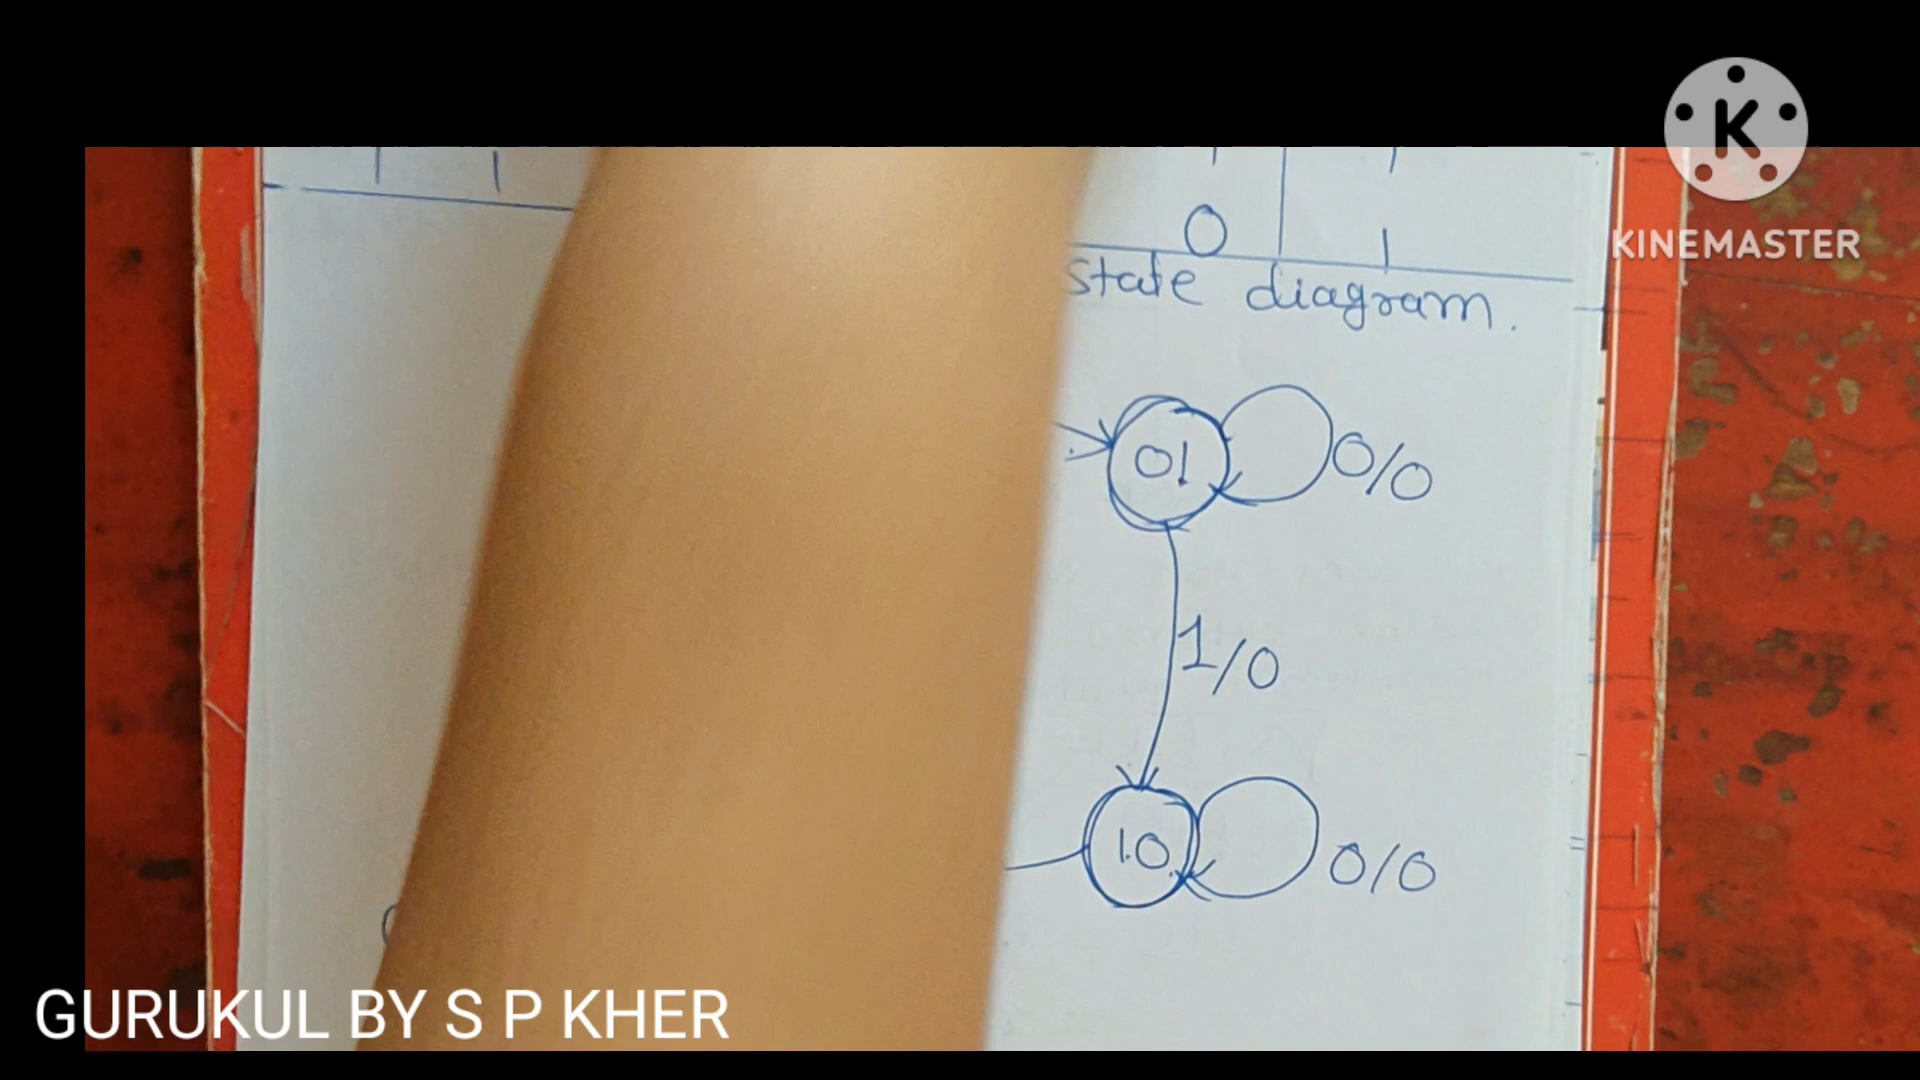 K
KINEMASTER
0 1
state diagram.
01 0/0
1/0
10 0/0
GURUKUL BY S P KHER